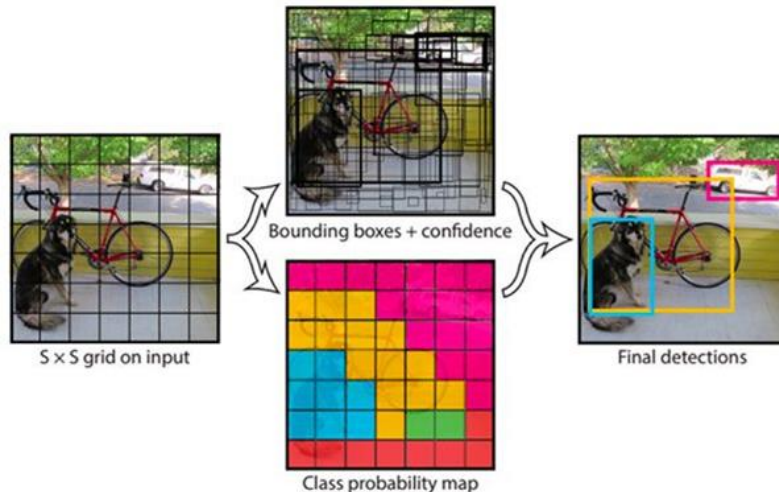 Bounding boxes + confidence
S × S grid on input
Final detections
Class probability map